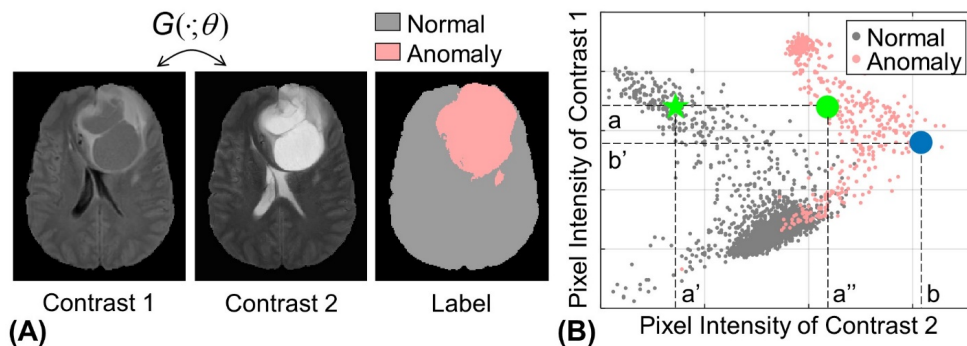 G(·;θ)
Normal
Anomaly
Contrast 1
Contrast 2
Label
(A)
Pixel Intensity of Contrast 1
Normal
Anomaly
a
b’
a’
a’’
b
Pixel Intensity of Contrast 2
(B)